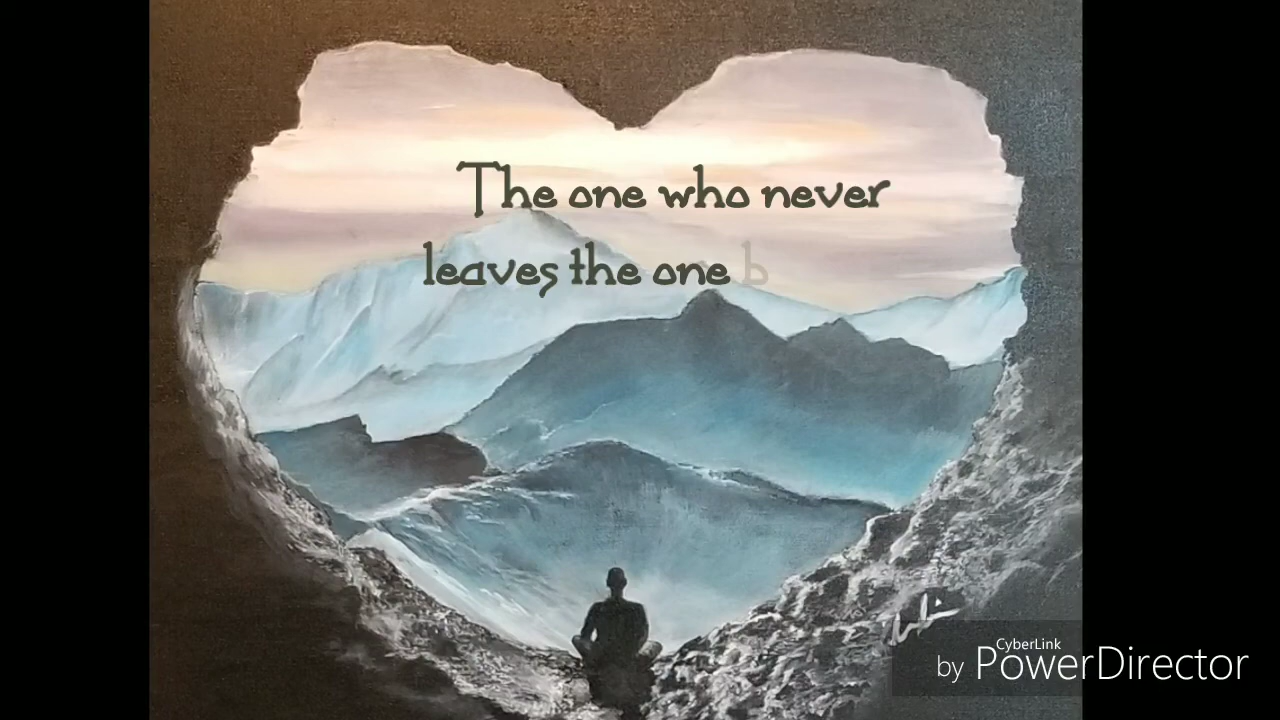 The one who never
leaves the one b
CyberLink
by PowerDirector